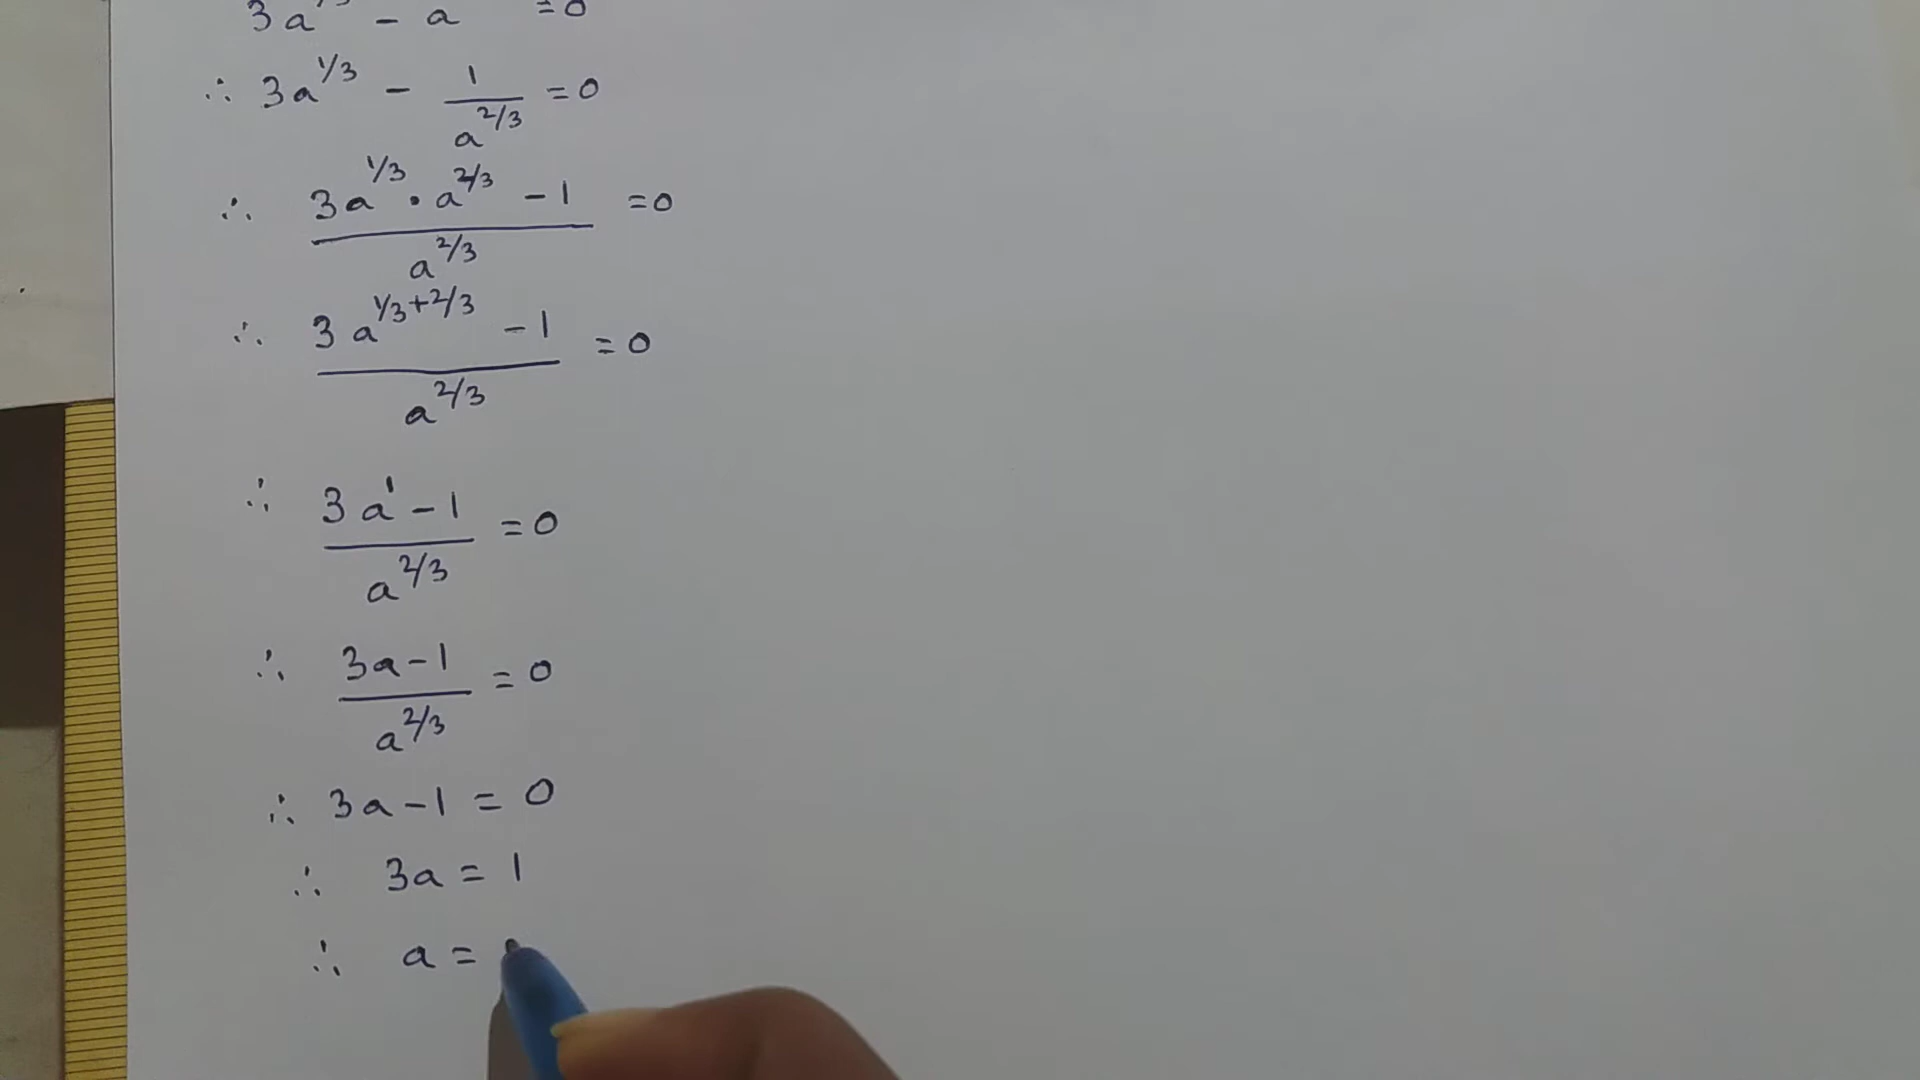 3a - a = 0
∴ 3a^1/3 - 1/a^2/3 = 0
∴ (3a^1/3 · a^2/3 - 1)/a^2/3 = 0
∴ (3a^1/3+2/3 - 1)/a^2/3 = 0
∴ (3a^1 - 1)/a^2/3 = 0
∴ (3a-1)/a^2/3 = 0
∴ 3a-1 = 0
∴ 3a = 1
∴ a =